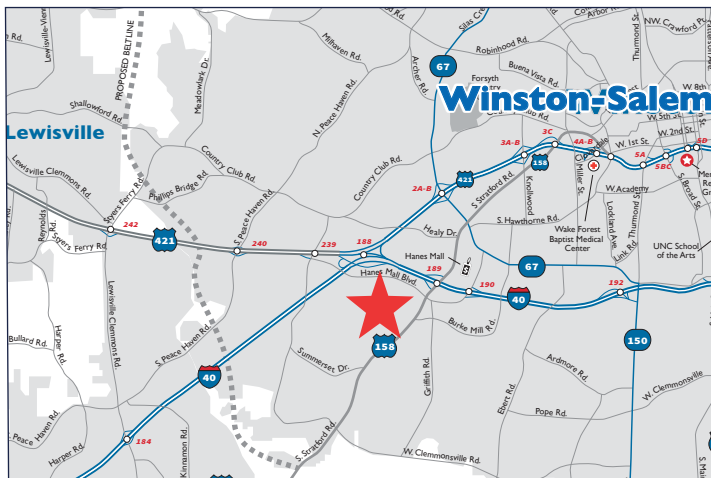 Silas Cre
Arbor Rd.
NW. Crawford P
Robinhood Rd.
Thurmond St.
Lewisville-Vien
n Rd.
PROPOSED BELTLINE
Meadowlark Dr.
Milhaven Rd.
Archer Rd.
67
Buena Vista Rd.
Forsyth
W. 8th
Winston-Salem
Shallowford Rd.
N. Peace Haven Rd.
W. 5th St.
W. 2nd St.
3C
4A-B
W. 1st St.
5D
Lewisville
3A-B
158
5A
5BC
Country Club Rd.
Country Club Rd.
Miller St.
Lewisville Clemmons Rd.
Phillips Bridge Rd.
421
2A-B
Knollwood
W. Academy
S. Broad St.
Styers Ferry Rd.
S. Stratford Rd.
Lockland Ave
Thurmond St.
S. Peace Haven Rd.
S. Hawthorne Rd.
Wake Forest
Baptist Medical
Center
Reynolds
Rd.
Styers Ferry Rd.
242
421
240
239
188
Healy Dr.
Hanes Mall
Link Rd.
UNC School
of the Arts
67
Hanes Mall Blvd.
189
190
40
192
Lewisville Clemmons Rd.
Harper Rd.
Bullard Rd.
S. Peace Haven Rd.
Burke Mill Rd.
150
158
Summerset Dr.
Griffith Rd.
Ardmore Rd.
40
Ebert Rd.
W. Clemmonsville
Pope Rd.
S. Peace Haven Rd.
184
Harper Rd.
Kinnamon Rd.
S. Stratford Rd.
W. Clemmonsville Rd.
S. Mai